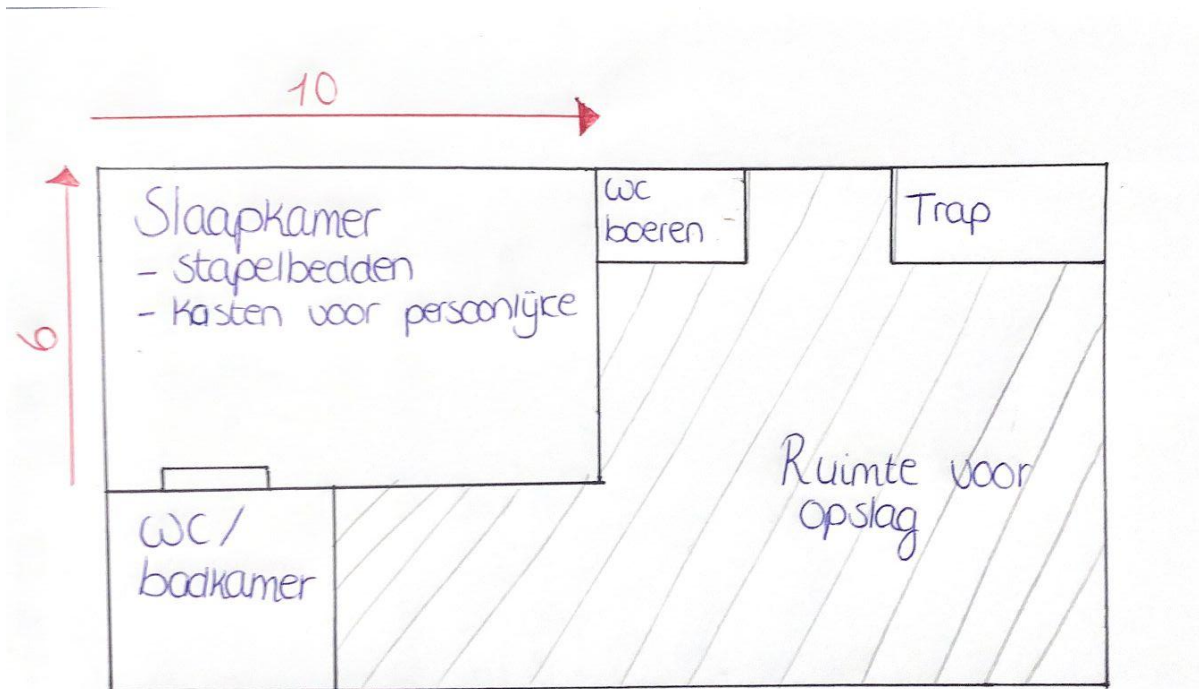 10
6
Slaapkamer
- Stapelbedden
- Kasten voor persoonlijke
WC
boeren
Trap
Ruimte voor
opslag
WC/
badkamer